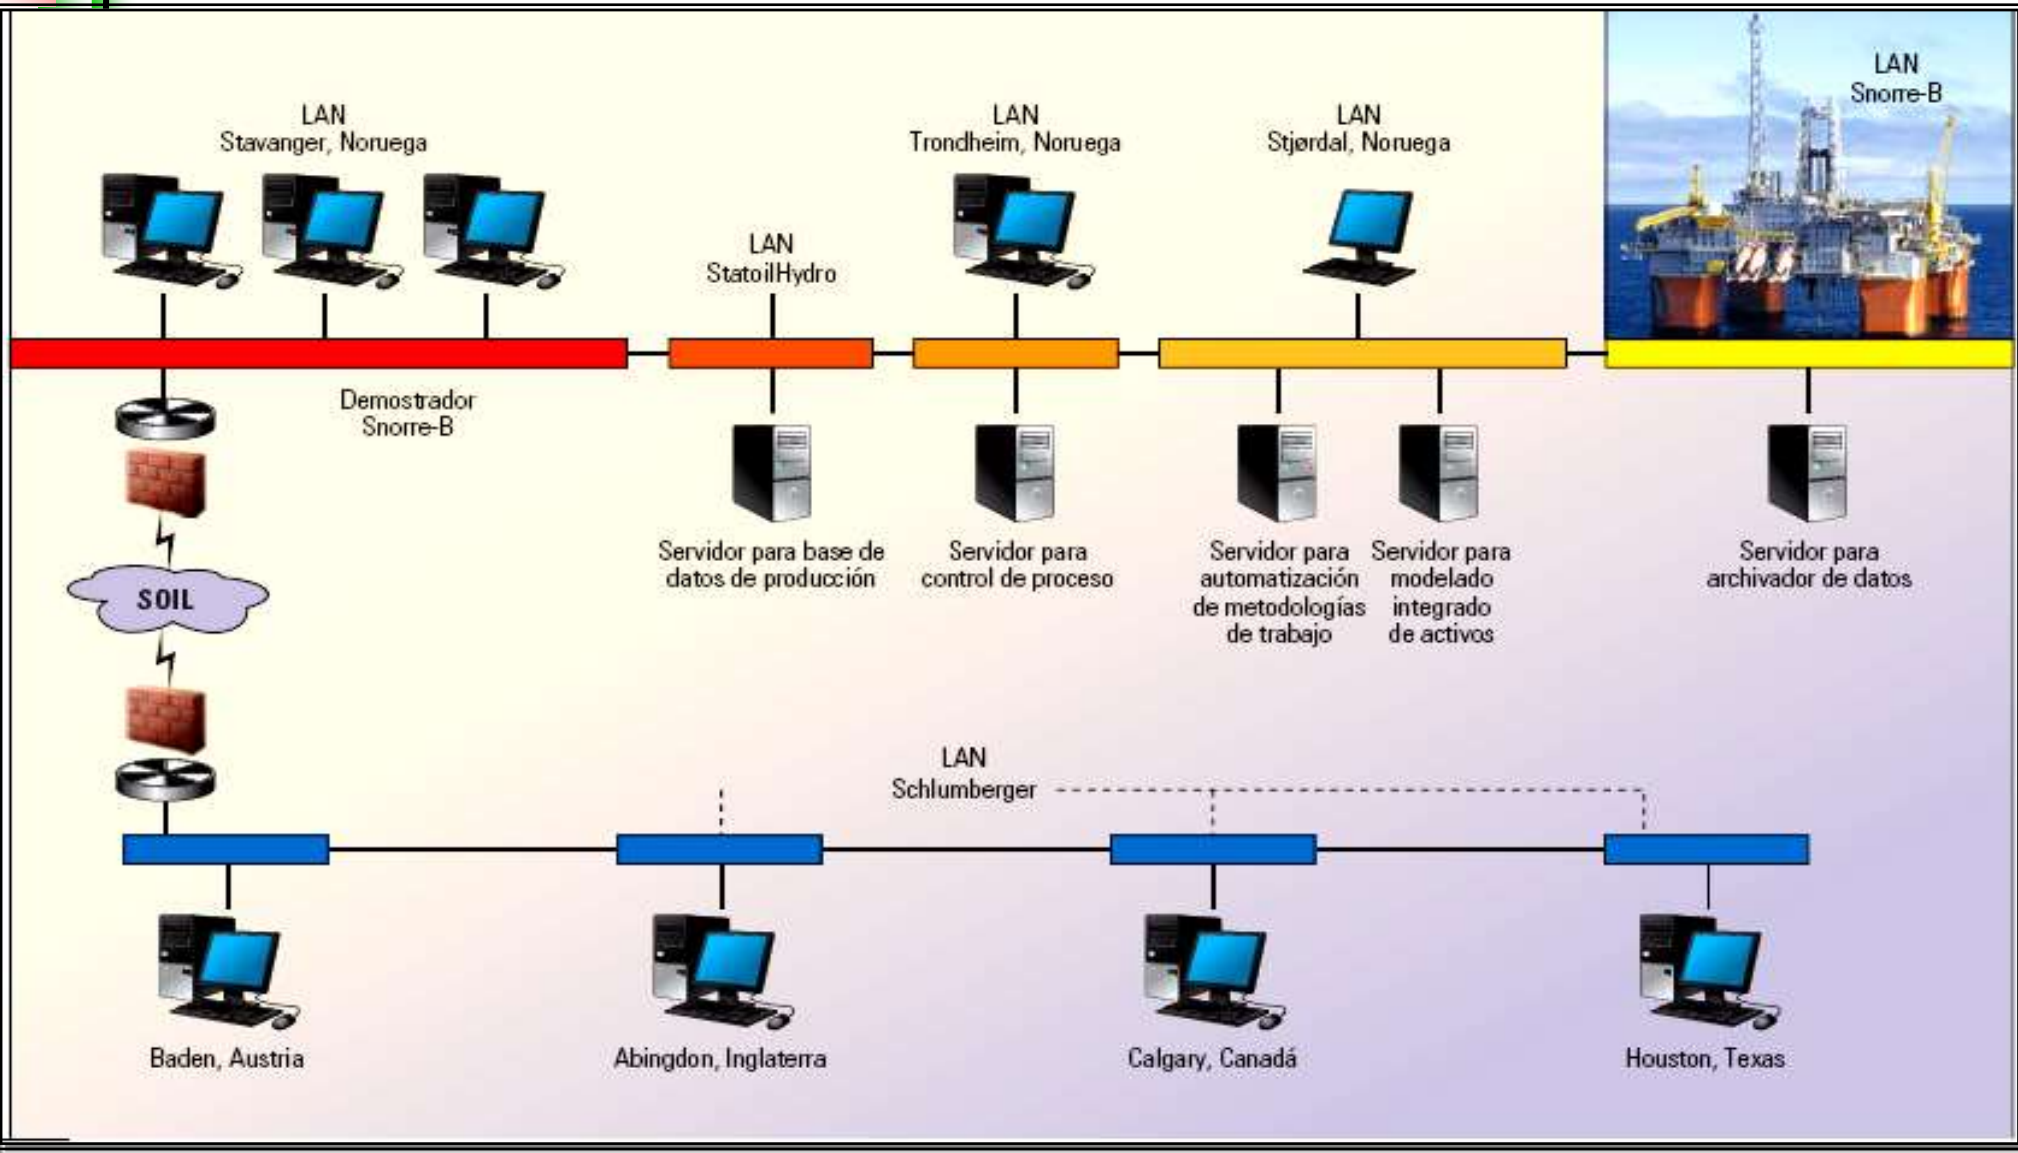 LAN
Snorre-B
LAN
Stavanger, Noruega
LAN
Trondheim, Noruega
LAN
Stjørdal, Noruega
LAN
StatoilHydro
Demostrador
Snorre-B
Servidor para base de
datos de producción
Servidor para
control de proceso
Servidor para
automatización
de metodologías
de trabajo
Servidor para
modelado
integrado
de activos
Servidor para
archivador de datos
SOIL
LAN
Schlumberger
Baden, Austria
Abingdon, Inglaterra
Calgary, Canadá
Houston, Texas